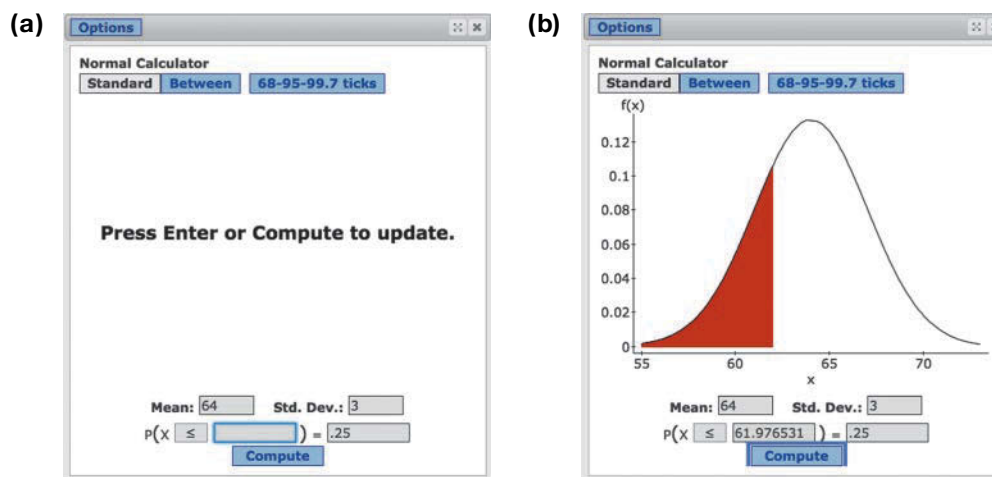 (a)
Options
Normal Calculator
Standard Between 68-95-99.7 ticks
Press Enter or Compute to update.
Mean: 64 Std. Dev.: 3
P(X ≤ ) = .25
Compute
(b)
Options
Normal Calculator
Standard Between 68-95-99.7 ticks
f(x)
0.12
0.1
0.08
0.06
0.04
0.02
0
55 60 65 70
x
Mean: 64 Std. Dev.: 3
P(X ≤ 61.976531 ) = .25
Compute